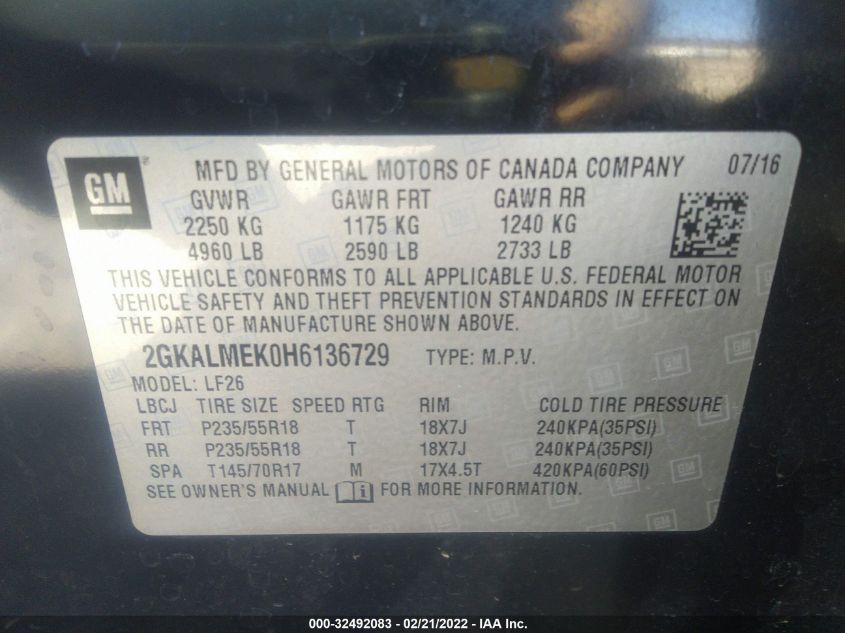 GM
MFD BY GENERAL MOTORS OF CANADA COMPANY 07/16
GVWR GAWR FRT GAWR RR
2250 KG 1175 KG 1240 KG
4960 LB 2590 LB 2733 LB
THIS VEHICLE CONFORMS TO ALL APPLICABLE U.S. FEDERAL MOTOR
VEHICLE SAFETY AND THEFT PREVENTION STANDARDS IN EFFECT ON
THE DATE OF MANUFACTURE SHOWN ABOVE.
2GKALMEK0H6136729 TYPE: M.P.V.
MODEL: LF26
LBCJ TIRE SIZE SPEED RTG RIM COLD TIRE PRESSURE
FRT P235/55R18 T 18X7J 240KPA(35PSI)
RR P235/55R18 T 18X7J 240KPA(35PSI)
SPA T145/70R17 M 17X4.5T 420KPA(60PSI)
SEE OWNER'S MANUAL i FOR MORE INFORMATION.
000-32492083 - 02/21/2022 - IAA Inc.